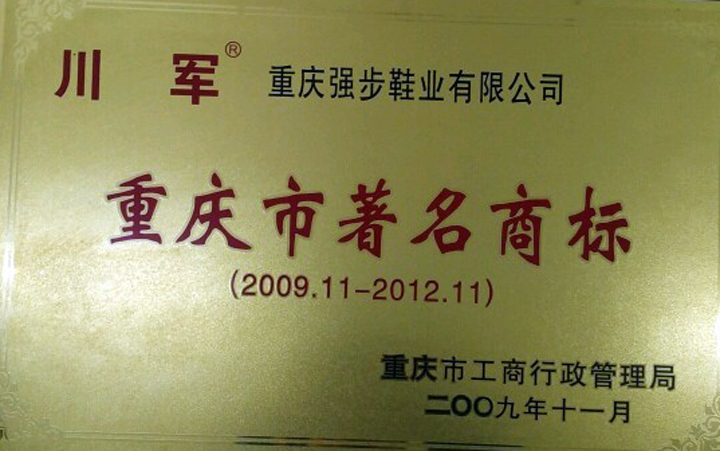 川军® 重庆强步鞋业有限公司
重庆市著名商标
(2009.11-2012.11)
重庆市工商行政管理局
二OO九年十一月